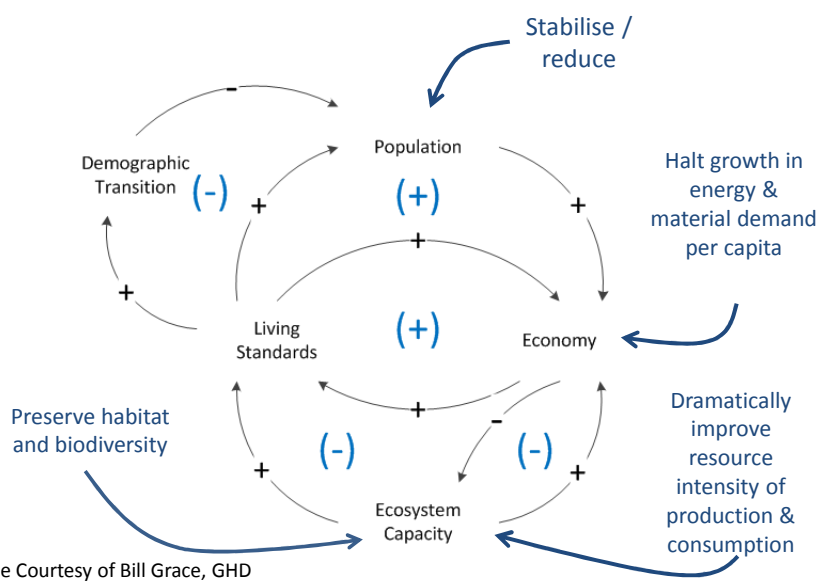 Stabilise /
reduce
-
Population
Demographic
Transition
(-)
+
(+)
+
Halt growth in
energy &
material demand
per capita
+
+
Living
Standards
(+)
Economy
Preserve habitat
and biodiversity
+
-
(-)
(-)
+
+
Dramatically
improve
resource
intensity of
production &
consumption
Ecosystem
Capacity
e Courtesy of Bill Grace, GHD